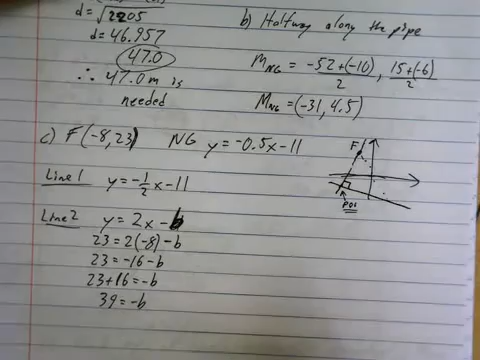 d = √2205
d = 46.957
47.0
∴ 47.0 m is
needed
b) Halfway along the pipe
M_NG = -52+(-10)/2, 15+(-6)/2
M_NG = (-31, 4.5)
c) F(-8,23) NG y=-0.5x-11
Line 1 y=-1/2x-11
Line 2 y=2x-b
23=2(-8)-b
23=-16-b
23+16=-b
39=-b
F
POI